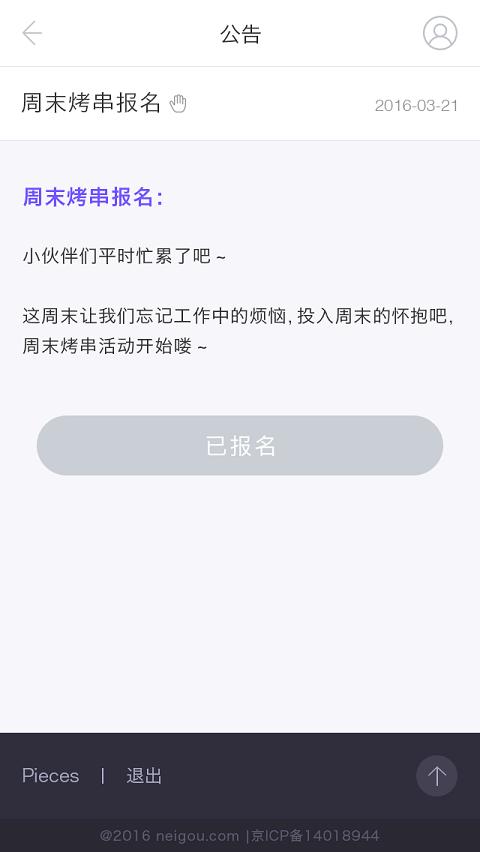 公告
周末烤串报名
2016-03-21
周末烤串报名：
小伙伴们平时忙累了吧～
这周末让我们忘记工作中的烦恼，投入周末的怀抱吧，
周末烤串活动开始喽～
已报名
Pieces | 退出
@2016 neigou.com |京ICP备14018944